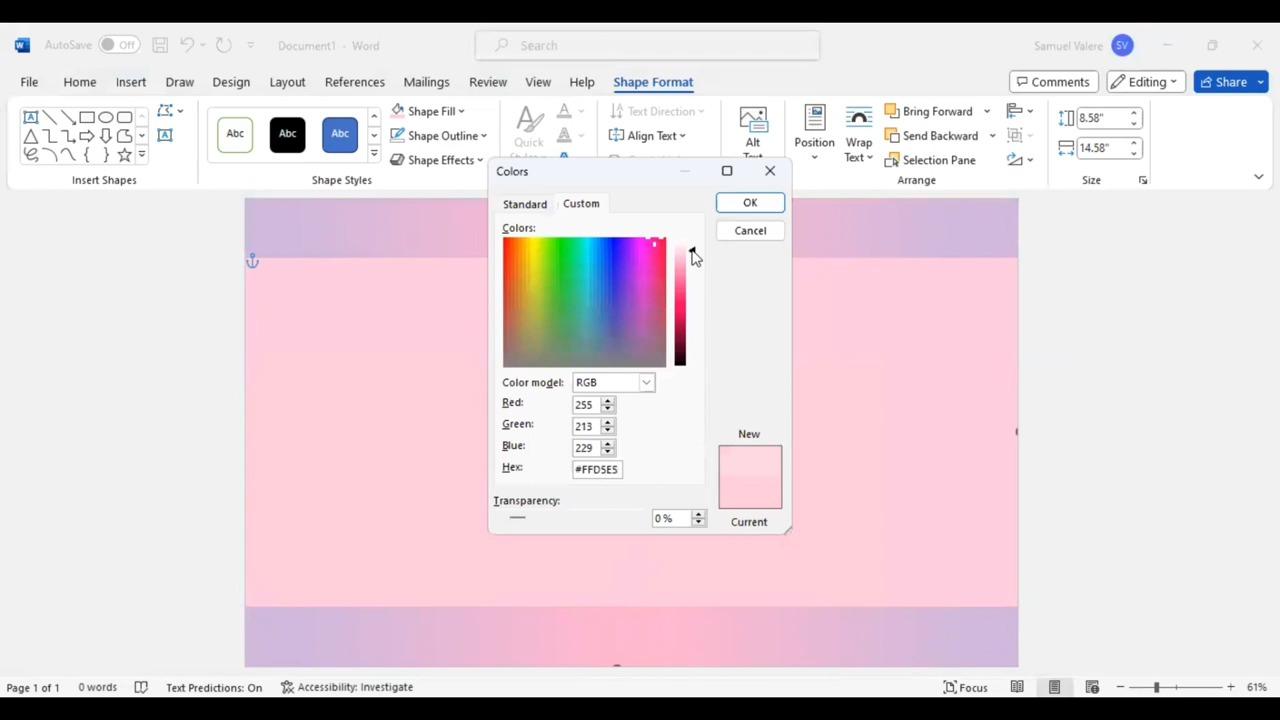 AutoSave Off Document1 - Word Search Samuel Valere SV
File Home Insert Draw Design Layout References Mailings Review View Help Shape Format Comments Editing Share
Abc Abc Abc
Shape Fill
Shape Outline
Shape Effects
Quick
Text Direction
Align Text
Alt
Text
Position
Wrap
Text
Bring Forward
Send Backward
Selection Pane
8.58"
14.58"
Insert Shapes Shape Styles Arrange Size
Colors
Standard Custom
OK
Cancel
Colors:
Color model: RGB
Red: 255
Green: 213
Blue: 229
Hex: #FFD5E5
Transparency:
0 %
New
Current
Page 1 of 1 0 words Text Predictions: On Accessibility: Investigate Focus 61%